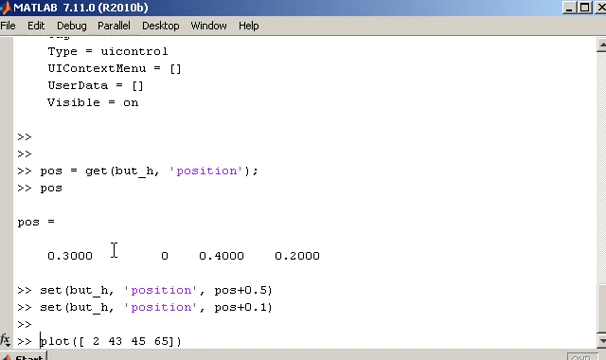 MATLAB 7.11.0 (R2010b)
File Edit Debug Parallel Desktop Window Help
Type = uicontrol
UIContextMenu = []
UserData = []
Visible = on
>>
>>
>> pos = get(but_h, 'position');
>> pos
pos =
0.3000 0 0.4000 0.2000
>> set(but_h, 'position', pos+0.5)
>> set(but_h, 'position', pos+0.1)
>>
fx >> plot([ 2 43 45 65])
Start OVR